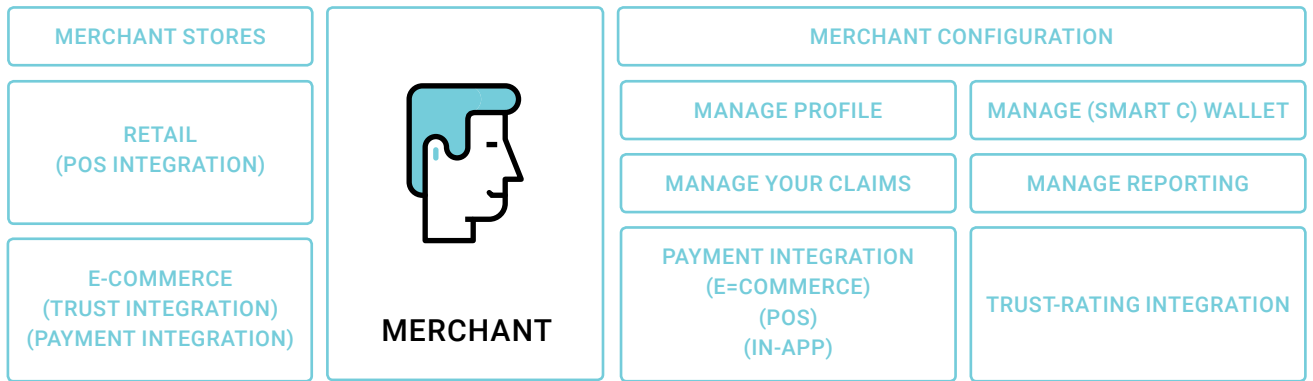 MERCHANT STORES
RETAIL
(POS INTEGRATION)
E-COMMERCE
(TRUST INTEGRATION)
(PAYMENT INTEGRATION)
MERCHANT
MERCHANT CONFIGURATION
MANAGE PROFILE
MANAGE (SMART C) WALLET
MANAGE YOUR CLAIMS
MANAGE REPORTING
PAYMENT INTEGRATION
(E=COMMERCE)
(POS)
(IN-APP)
TRUST-RATING INTEGRATION